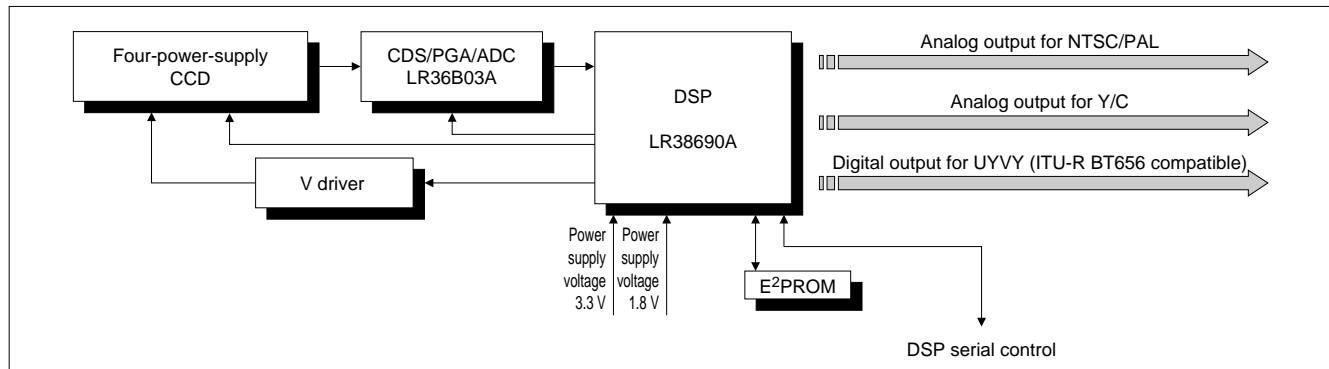 Four-power-supply
CCD
CDS/PGA/ADC
LR36B03A
DSP
LR38690A
V driver
Analog output for NTSC/PAL
Analog output for Y/C
Digital output for UYVY (ITU-R BT656 compatible)
Power
supply
voltage
3.3 V
Power
supply
voltage
1.8 V
E²PROM
DSP serial control